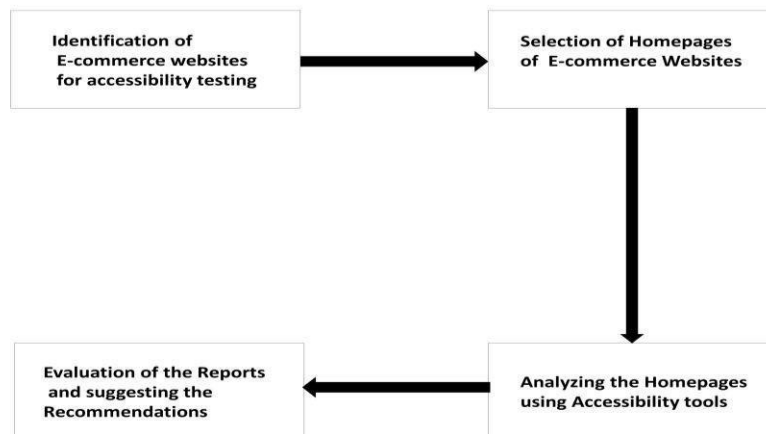 Identification of
E-commerce websites
for accessibility testing
Selection of Homepages
of E-commerce Websites
Analyzing the Homepages
using Accessibility tools
Evaluation of the Reports
and suggesting the
Recommendations